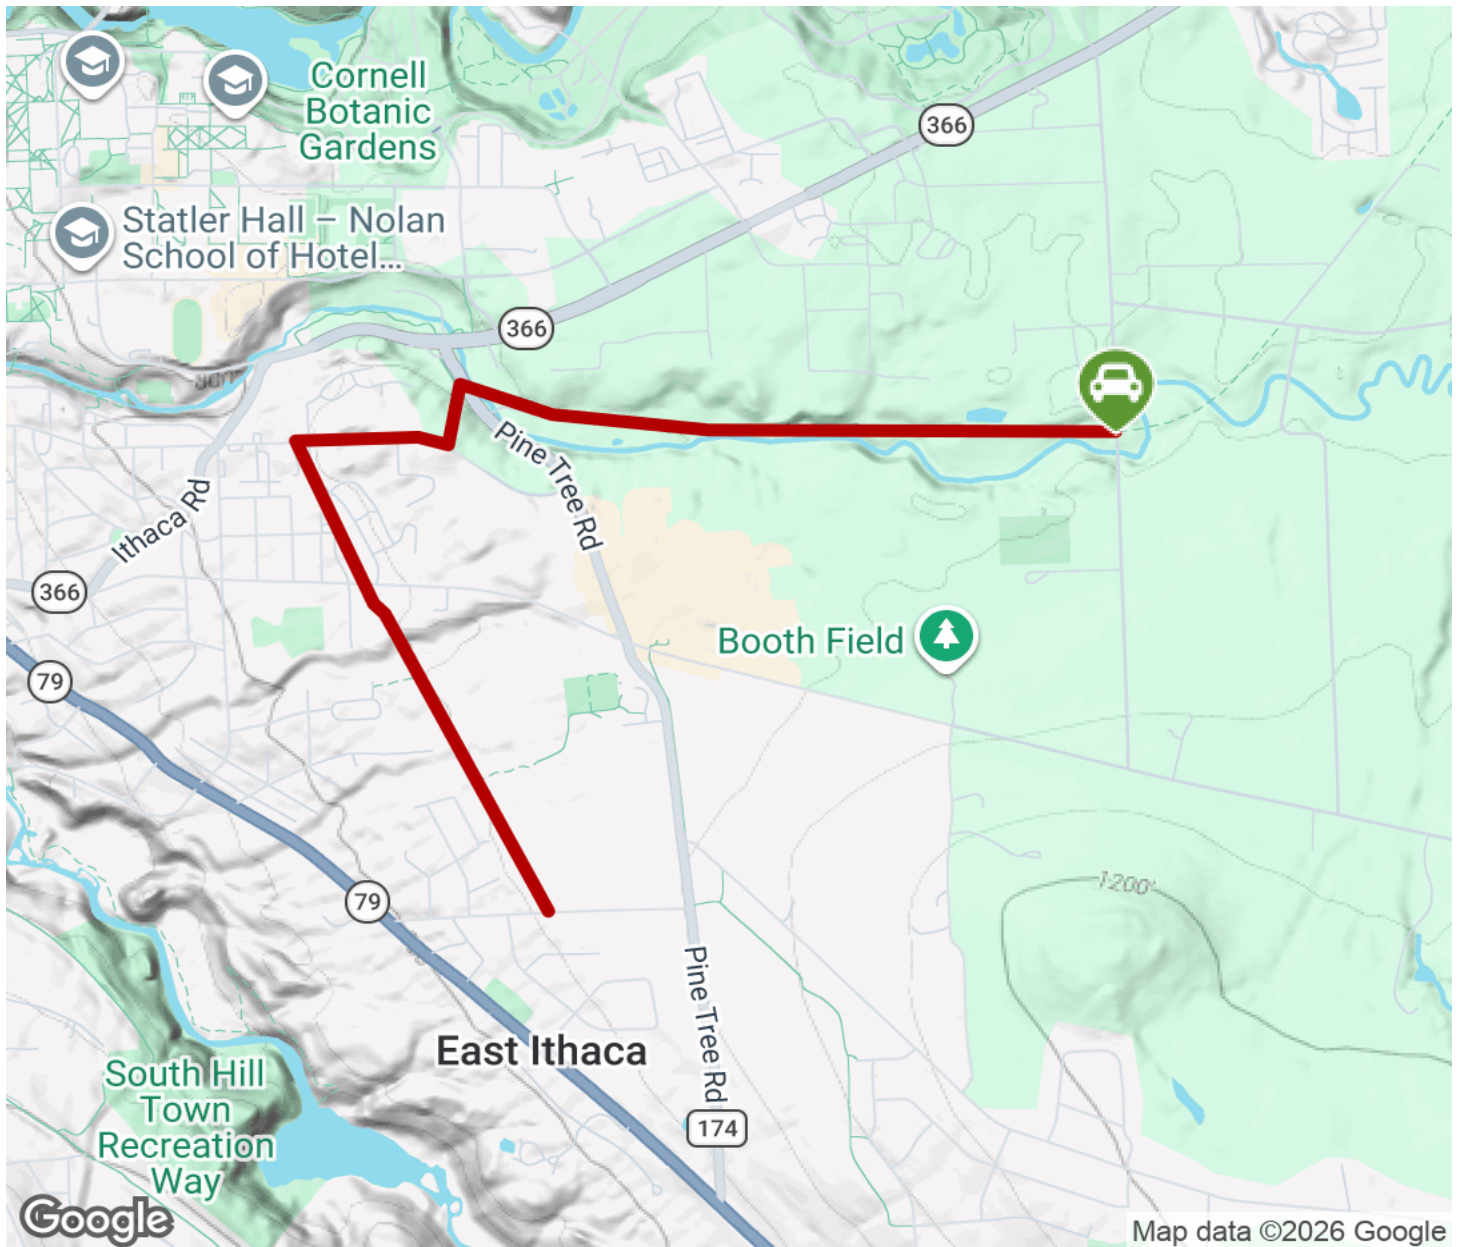 Cornell
Botanic
Gardens
366
Statler Hall – Nolan
School of Hotel...
366
Pine Tree Rd
Ithaca Rd
366
Booth Field
79
1200'
79
Pine Tree Rd
East Ithaca
South Hill
Town
Recreation
Way
174
Google
Map data ©2026 Google